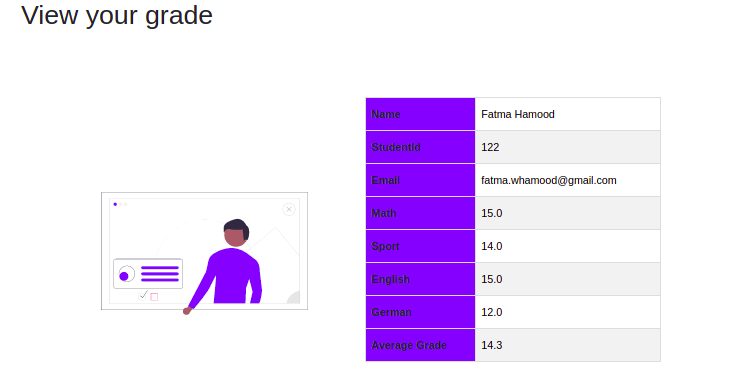 View your grade
Name Fatma Hamood
StudentId 122
Email fatma.whamood@gmail.com
Math 15.0
Sport 14.0
English 15.0
German 12.0
Average Grade 14.3